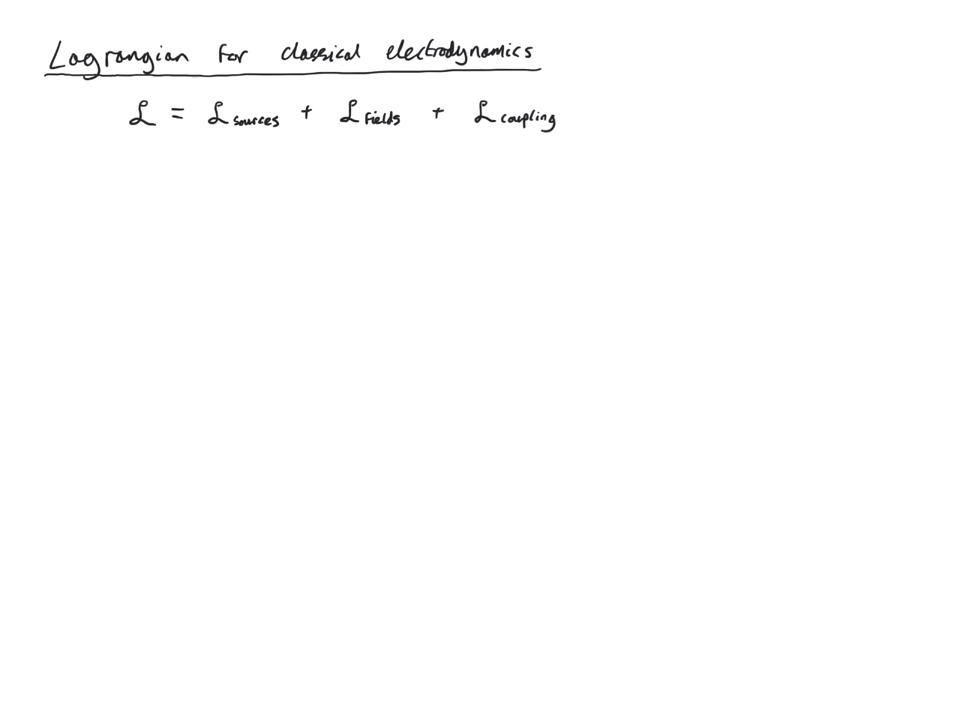 Lagrangian for classical electrodynamics
ℒ = ℒsources + ℒfields + ℒcoupling